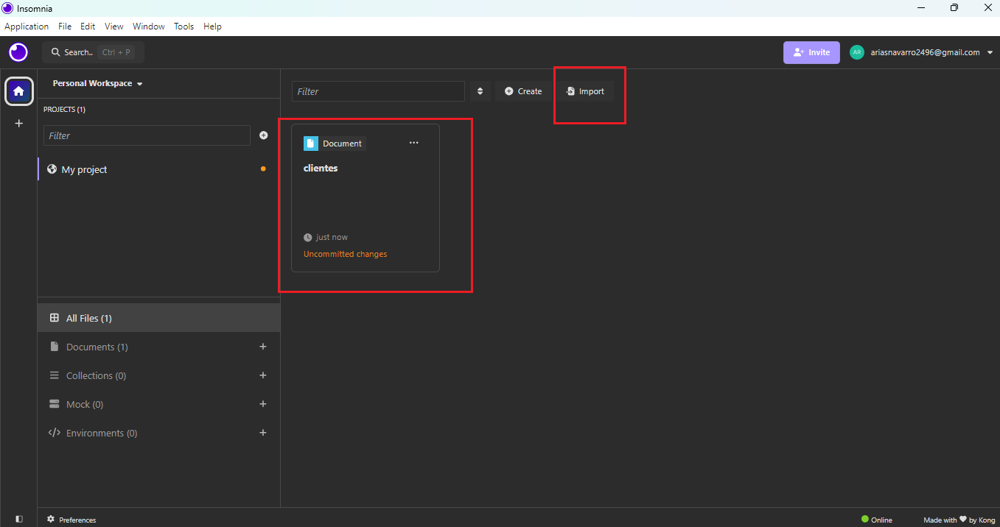 Insomnia
Application File Edit View Window Tools Help
Search.. Ctrl + P
Invite
AR ariasnavarro2496@gmail.com
Personal Workspace
PROJECTS (1)
Filter
My project
All Files (1)
Documents (1)
Collections (0)
Mock (0)
Environments (0)
Filter
Create
Import
Document
clientes
just now
Uncommitted changes
Preferences
Online
Made with by Kong